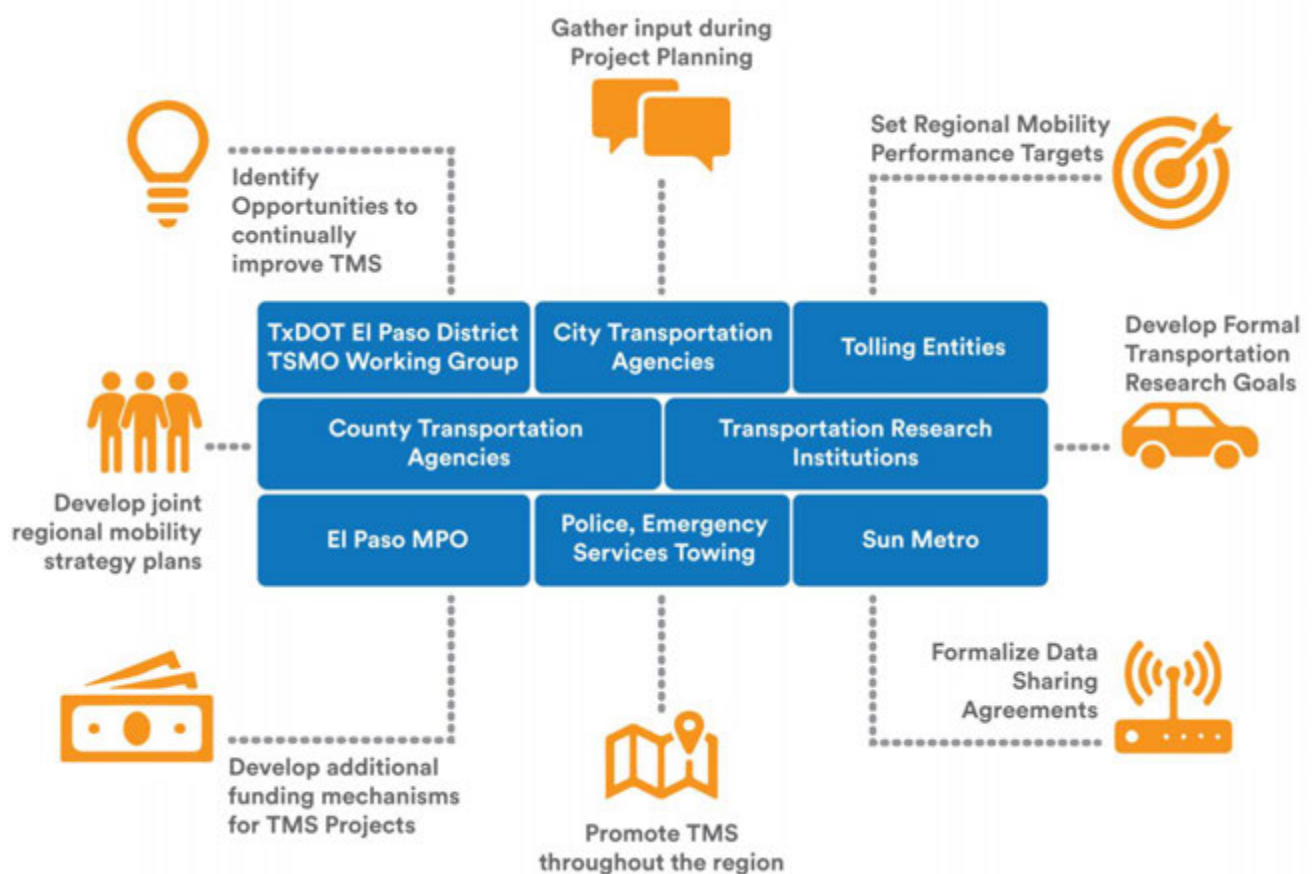 Gather input during
Project Planning
Set Regional Mobility
Performance Targets
Identify
Opportunities to
continually
improve TMS
TxDOT El Paso District
TSMO Working Group
City Transportation
Agencies
Tolling Entities
Develop Formal
Transportation
Research Goals
County Transportation
Agencies
Transportation Research
Institutions
Develop joint
regional mobility
strategy plans
El Paso MPO
Police, Emergency
Services Towing
Sun Metro
Formalize Data
Sharing
Agreements
Develop additional
funding mechanisms
for TMS Projects
Promote TMS
throughout the region